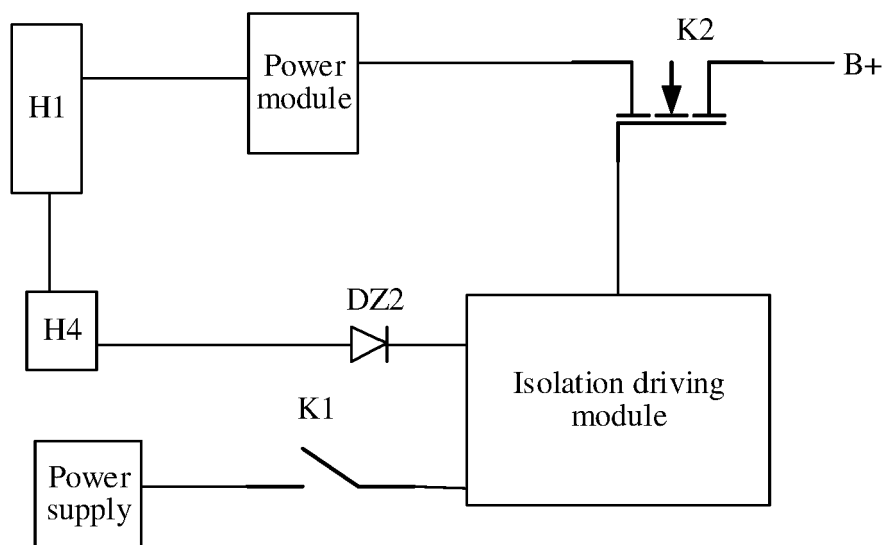 K2
Power
module
B+
H1
DZ2
H4
Isolation driving
module
K1
Power
supply